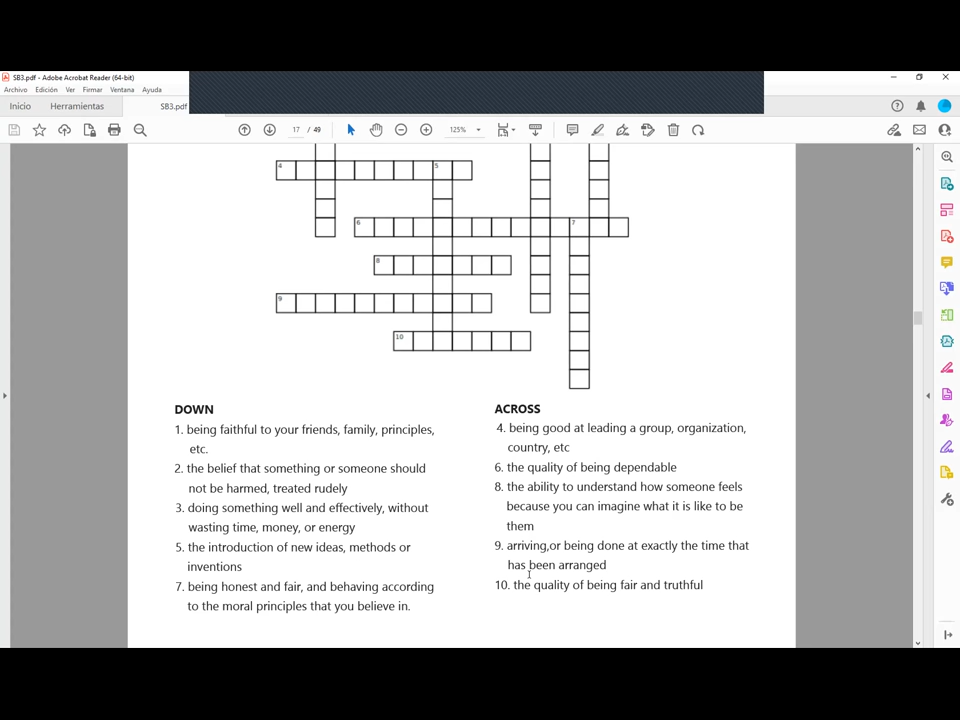 SB3.pdf - Adobe Acrobat Reader (64-bit)
Archivo Edición Ver Firmar Ventana Ayuda
Inicio Herramientas SB3.pdf
17 / 49 125%
4 5
6 7
8
9
10
DOWN
1. being faithful to your friends, family, principles,
etc.
2. the belief that something or someone should
not be harmed, treated rudely
3. doing something well and effectively, without
wasting time, money, or energy
5. the introduction of new ideas, methods or
inventions
7. being honest and fair, and behaving according
to the moral principles that you believe in.
ACROSS
4. being good at leading a group, organization,
country, etc
6. the quality of being dependable
8. the ability to understand how someone feels
because you can imagine what it is like to be
them
9. arriving,or being done at exactly the time that
has been arranged
10. the quality of being fair and truthful